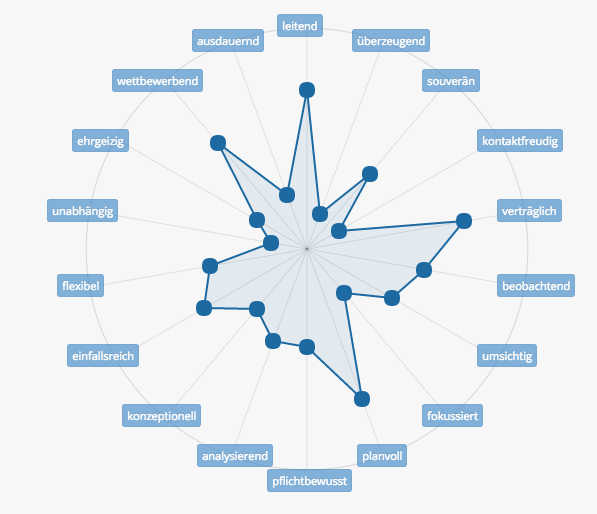 leitend
überzeugend
souverän
kontaktfreudig
verträglich
beobachtend
umsichtig
fokussiert
planvoll
pflichtbewusst
analysierend
konzeptionell
einfallsreich
flexibel
unabhängig
ehrgeizig
wettbewerbend
ausdauernd